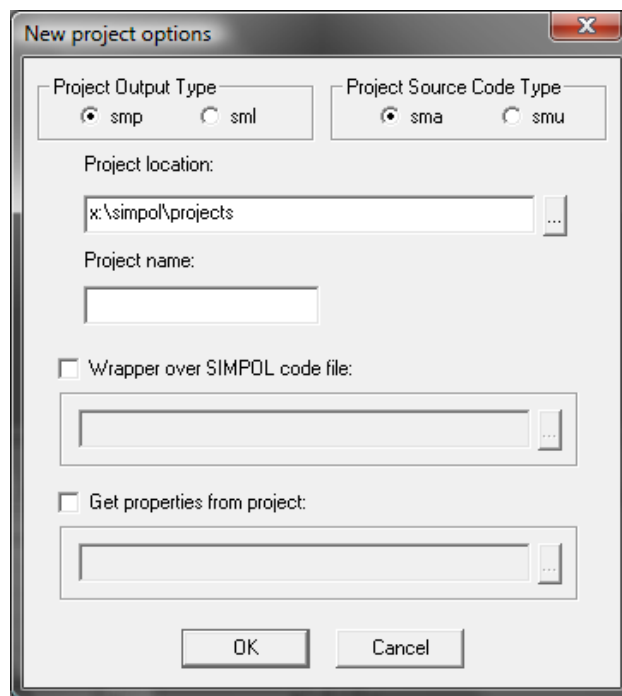 New project options
Project Output Type
smp
sml
Project Source Code Type
sma
smu
Project location:
x:\simpol\projects
...
Project name:
Wrapper over SIMPOL code file:
...
Get properties from project:
...
OK
Cancel